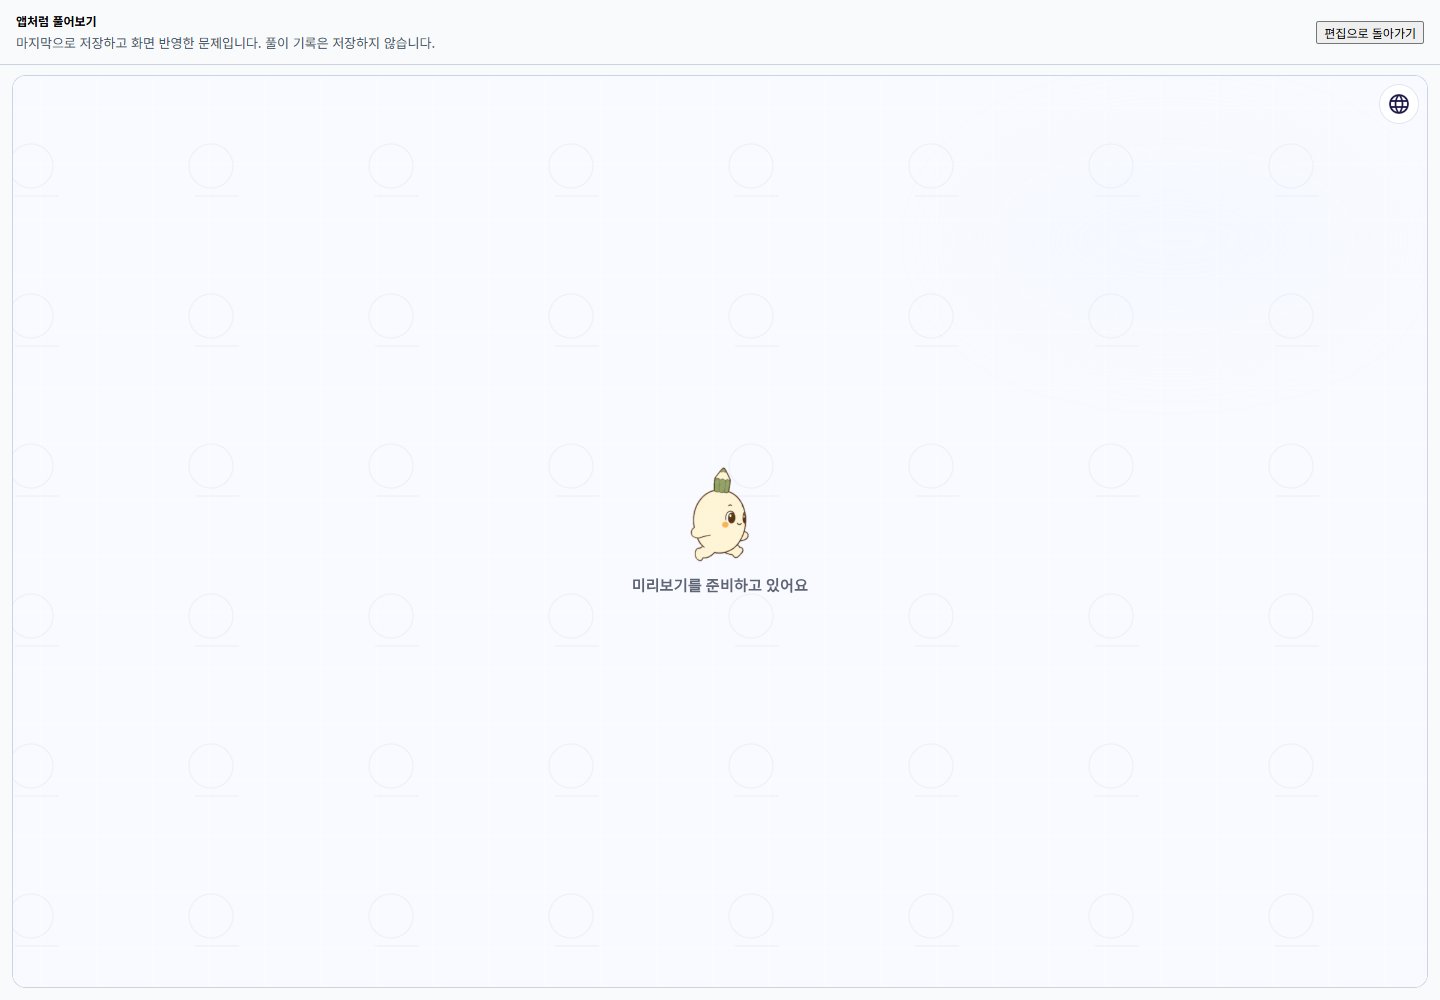 앱처럼 풀어보기
마지막으로 저장하고 화면 반영한 문제입니다. 풀이 기록은 저장하지 않습니다.
편집으로 돌아가기
미리보기를 준비하고 있어요